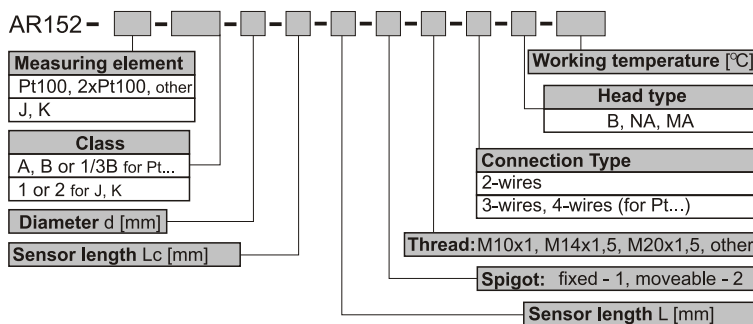 AR152 -
Measuring element
Pt100, 2xPt100, other
J, K
Class
A, B or 1/3B for Pt...
1 or 2 for J, K
Diameter d [mm]
Sensor length Lc [mm]
Working temperature [°C]
Head type
B, NA, MA
Connection Type
2-wires
3-wires, 4-wires (for Pt...)
Thread: M10x1, M14x1,5, M20x1,5, other
Spigot: fixed - 1, moveable - 2
Sensor length L [mm]